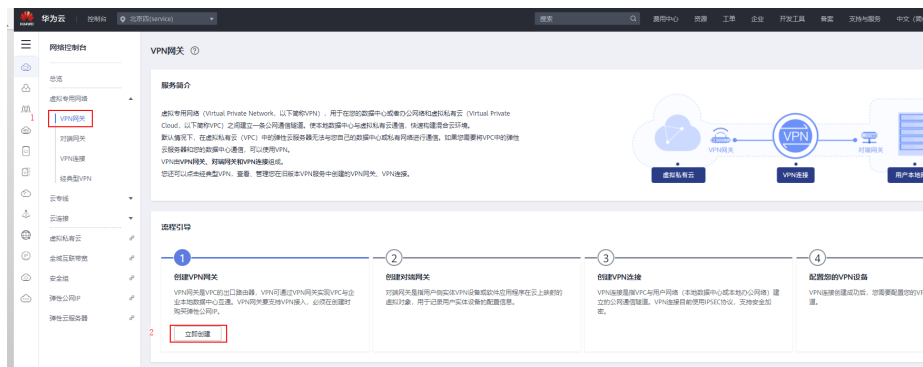 HUAWEI 华为云 控制台 北京四(service) 搜索 费用中心 资源 工单 企业 开发工具 备案 支持与服务 中文 (简
网络控制台
总览
虚拟专用网络
1 VPN网关
对端网关
VPN连接
经典型VPN
云专线
云连接
虚拟私有云
全域互联带宽
安全组
弹性公网IP
弹性云服务器
VPN网关
服务简介
虚拟专用网络（Virtual Private Network，以下简称VPN），用于在您的数据中心或者办公网络和虚拟私有云（Virtual Private
Cloud，以下简称VPC）之间建立一条公网通信隧道。使本地数据中心与虚拟私有云通信，快速构建混合云环境。
默认情况下，在虚拟私有云（VPC）中的弹性云服务器无法与您自己的数据中心或私有网络进行通信。如果您需要将VPC中的弹性
云服务器和您的数据中心通信，可以使用VPN。
VPN由VPN网关、对端网关和VPN连接组成。
您还可以点击经典型VPN，查看、管理您在旧版本VPN服务中创建的VPN网关、VPN连接。
VPN网关
VPN
对端网关
虚拟私有云
VPN连接
用户本地
流程引导
1
创建VPN网关
VPN网关是VPC的出口路由器，VPN可通过VPN网关实现VPC与企
业本地数据中心互通。VPN网关要支持VPN接入，必须在创建时
购买弹性公网IP。
2 立即创建
2
创建对端网关
对端网关是指用户侧实体VPN设备或软件应用程序在云上映射的
虚拟对象，用于记录用户实体设备的配置信息。
3
创建VPN连接
VPN连接是指VPC与用户网络（本地数据中心或本地办公网络）建
立的公网通信隧道。VPN连接目前使用IPSEC协议，支持安全加
密。
4
配置您的VPN设备
VPN连接创建成功后，您需要配置您的VP
道。